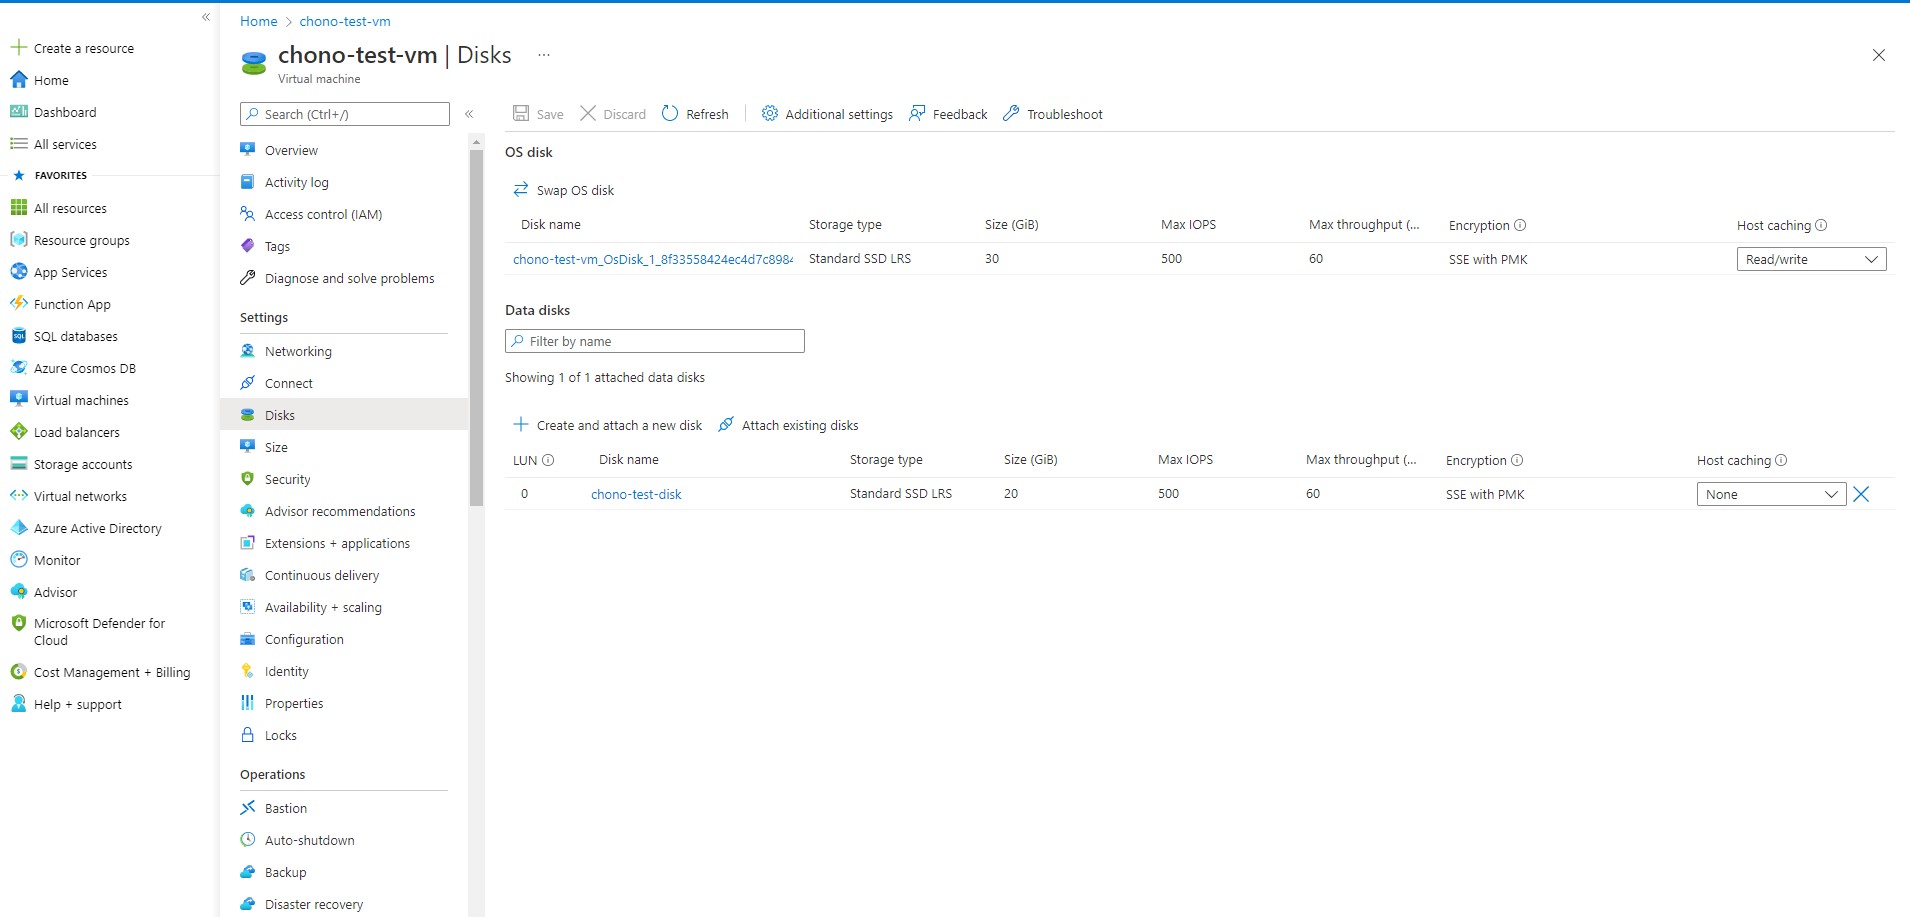 Home > chono-test-vm
chono-test-vm | Disks ...
Virtual machine
Create a resource
Home
Dashboard
All services
FAVORITES
All resources
Resource groups
App Services
Function App
SQL databases
Azure Cosmos DB
Virtual machines
Load balancers
Storage accounts
Virtual networks
Azure Active Directory
Monitor
Advisor
Microsoft Defender for
Cloud
Cost Management + Billing
Help + support
Search (Ctrl+/)
Overview
Activity log
Access control (IAM)
Tags
Diagnose and solve problems
Settings
Networking
Connect
Disks
Size
Security
Advisor recommendations
Extensions + applications
Continuous delivery
Availability + scaling
Configuration
Identity
Properties
Locks
Operations
Bastion
Auto-shutdown
Backup
Disaster recovery
Save Discard Refresh Additional settings Feedback Troubleshoot
OS disk
Swap OS disk
Disk name Storage type Size (GiB) Max IOPS Max throughput (... Encryption Host caching
chono-test-vm_OsDisk_1_8f33558424ec4d7c8984 Standard SSD LRS 30 500 60 SSE with PMK Read/write
Data disks
Filter by name
Showing 1 of 1 attached data disks
Create and attach a new disk Attach existing disks
LUN Disk name Storage type Size (GiB) Max IOPS Max throughput (... Encryption Host caching
0 chono-test-disk Standard SSD LRS 20 500 60 SSE with PMK None